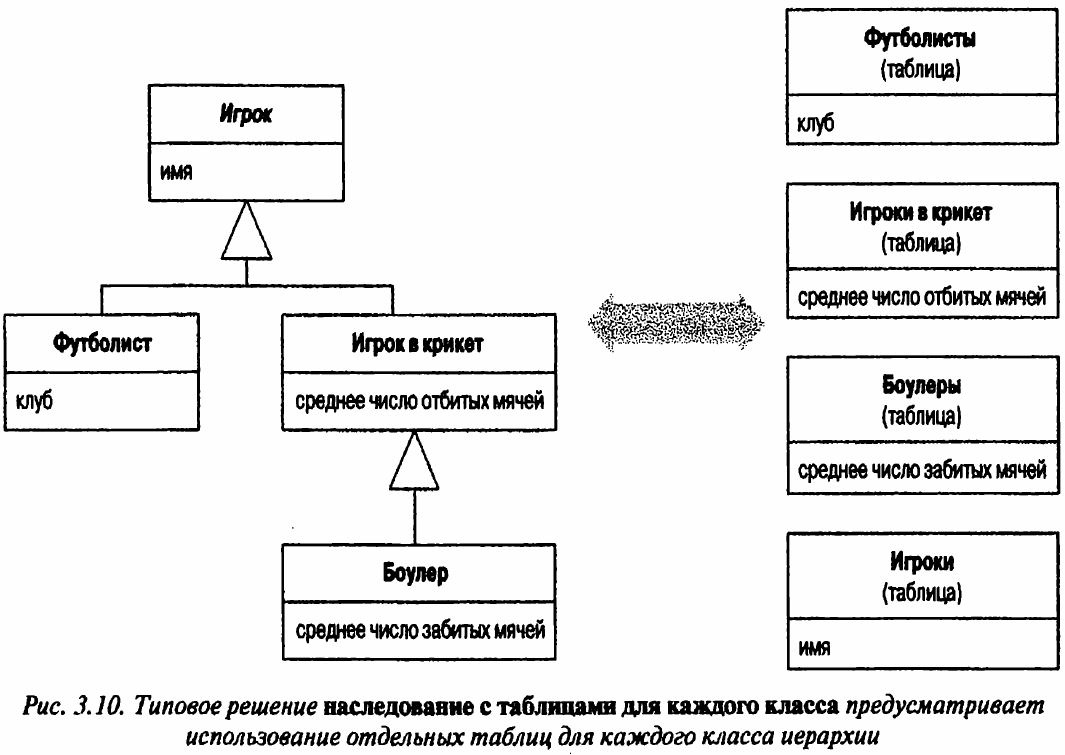 Игрок
имя
Футболист
клуб
Игрок в крикет
среднее число отбитых мячей
Боулер
среднее число забитых мячей
Футболисты
(таблица)
клуб
Игроки в крикет
(таблица)
среднее число отбитых мячей
Боулеры
(таблица)
среднее число забитых мячей
Игроки
(таблица)
имя
Рис. 3.10. Типовое решение наследование с таблицами для каждого класса предусматривает
использование отдельных таблиц для каждого класса иерархии